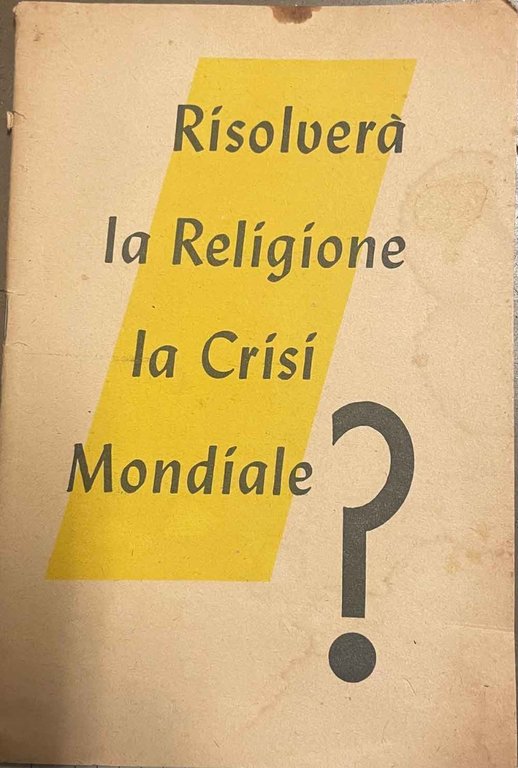 Risolverà
la Religione
la Crisi
Mondiale?